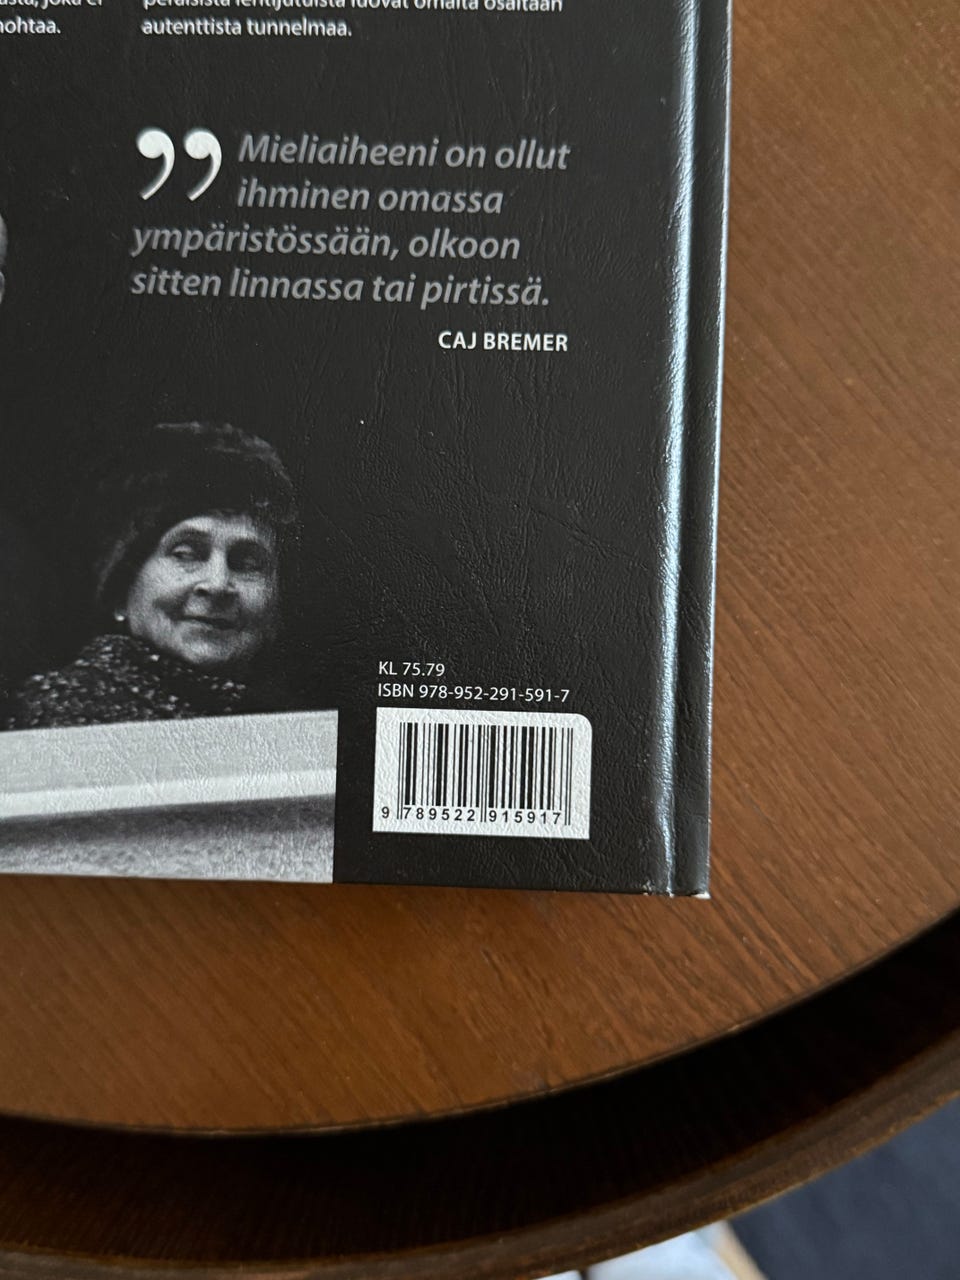 hohtaa.
autenttista tunnelmaa.
Mieliaiheeni on ollut
ihminen omassa
ympäristössään, olkoon
sitten linnassa tai pirtissä.
CAJ BREMER
KL 75.79
ISBN 978-952-291-591-7
9 789522 915917